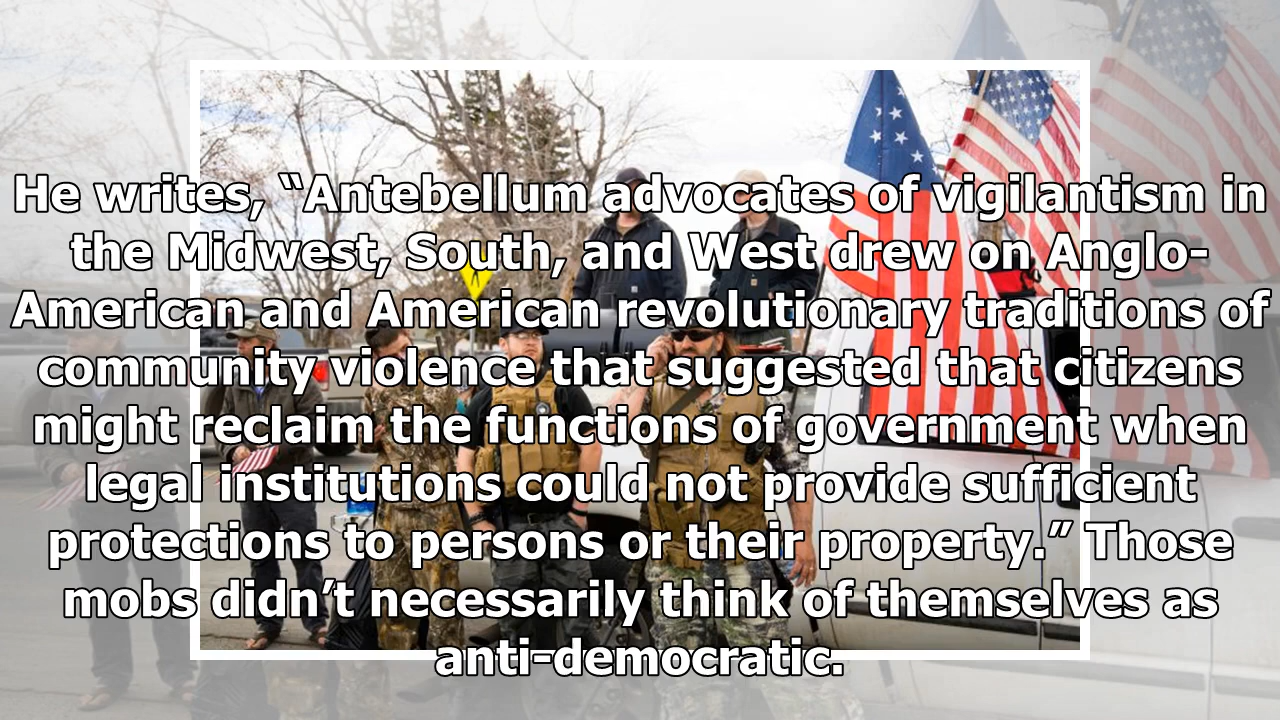 He writes, “Antebellum advocates of vigilantism in
the Midwest, South, and West drew on Anglo-
American and American revolutionary traditions of
community violence that suggested that citizens
might reclaim the functions of government when
legal institutions could not provide sufficient
protections to persons or their property.” Those
mobs didn’t necessarily think of themselves as
anti-democratic.